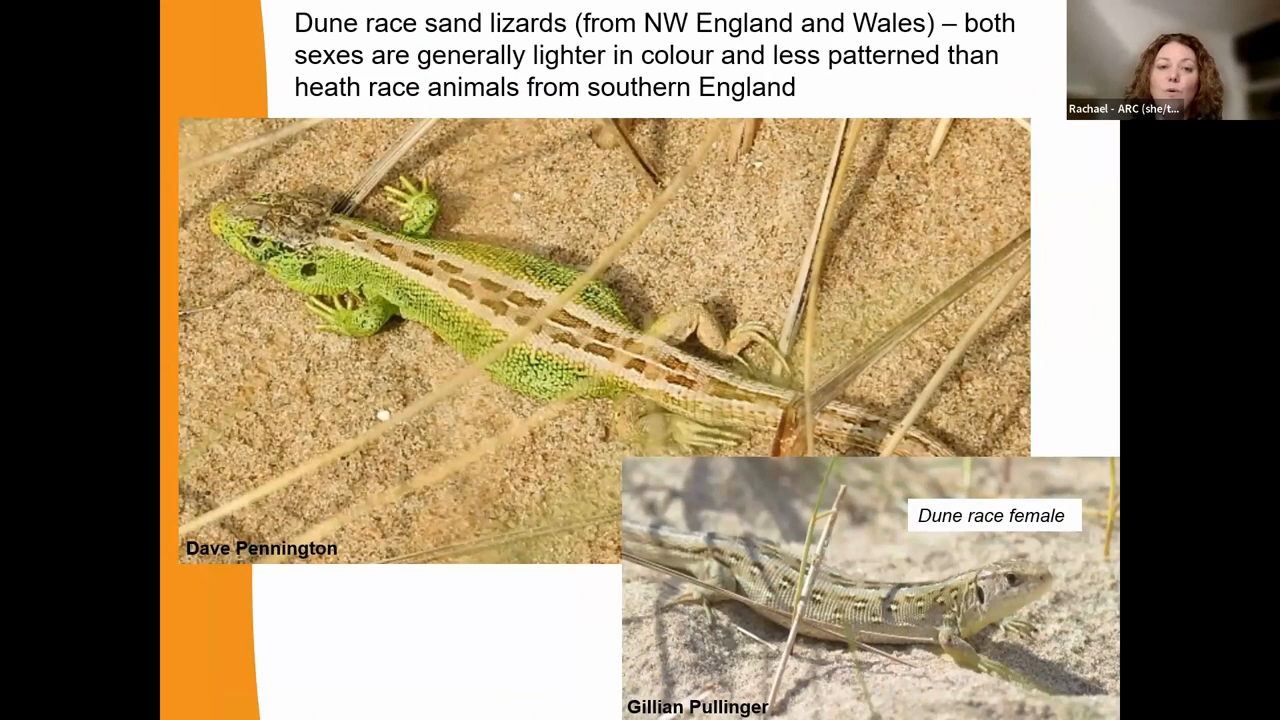 Dune race sand lizards (from NW England and Wales) – both
sexes are generally lighter in colour and less patterned than
heath race animals from southern England
Rachael - ARC (she/t...
Dune race female
Dave Pennington
Gillian Pullinger